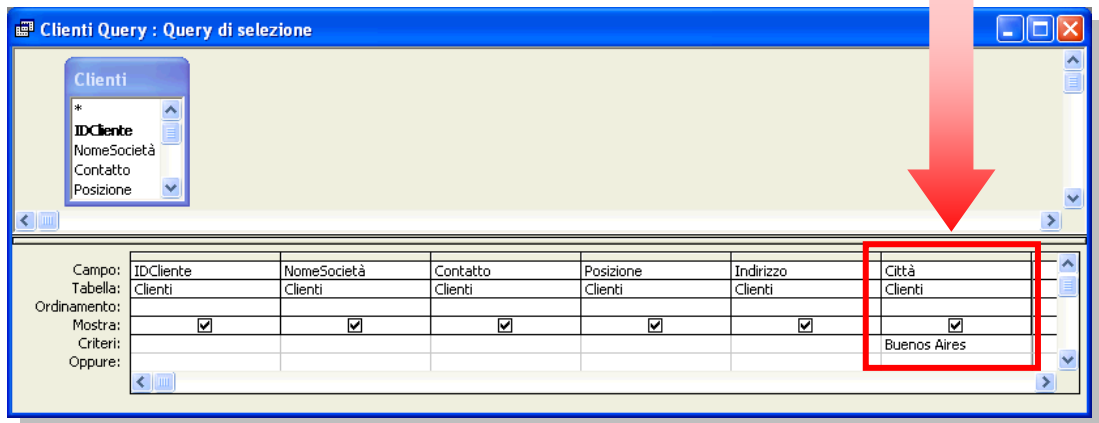 Clienti Query : Query di selezione
Clienti
*
IDCliente
NomeSocietà
Contatto
Posizione
Campo: IDCliente NomeSocietà Contatto Posizione Indirizzo Città
Tabella: Clienti Clienti Clienti Clienti Clienti Clienti
Ordinamento:
Mostra:
Criteri: Buenos Aires
Oppure: